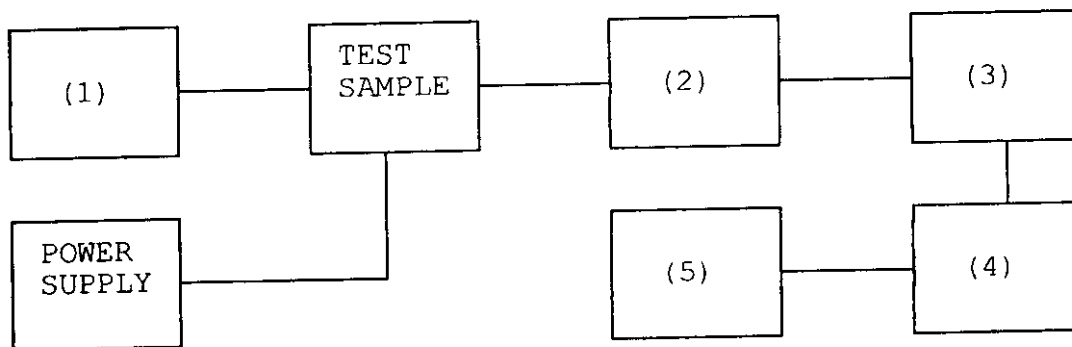 (1)
TEST
SAMPLE
(2)
(3)
POWER
SUPPLY
(5)
(4)